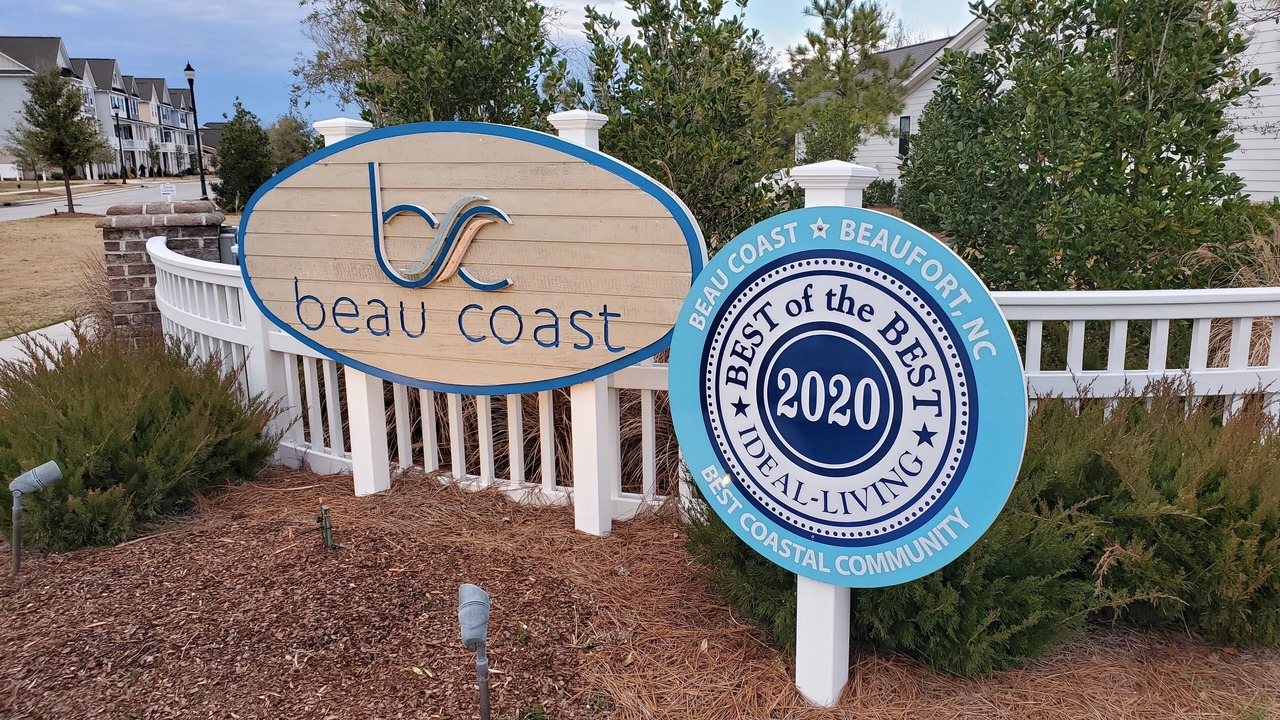 bc
beau coast
BEAU COAST ★ BEAUFORT, NC
BEST of the BEST
2020
★ IDEAL-LIVING ★
BEST COASTAL COMMUNITY